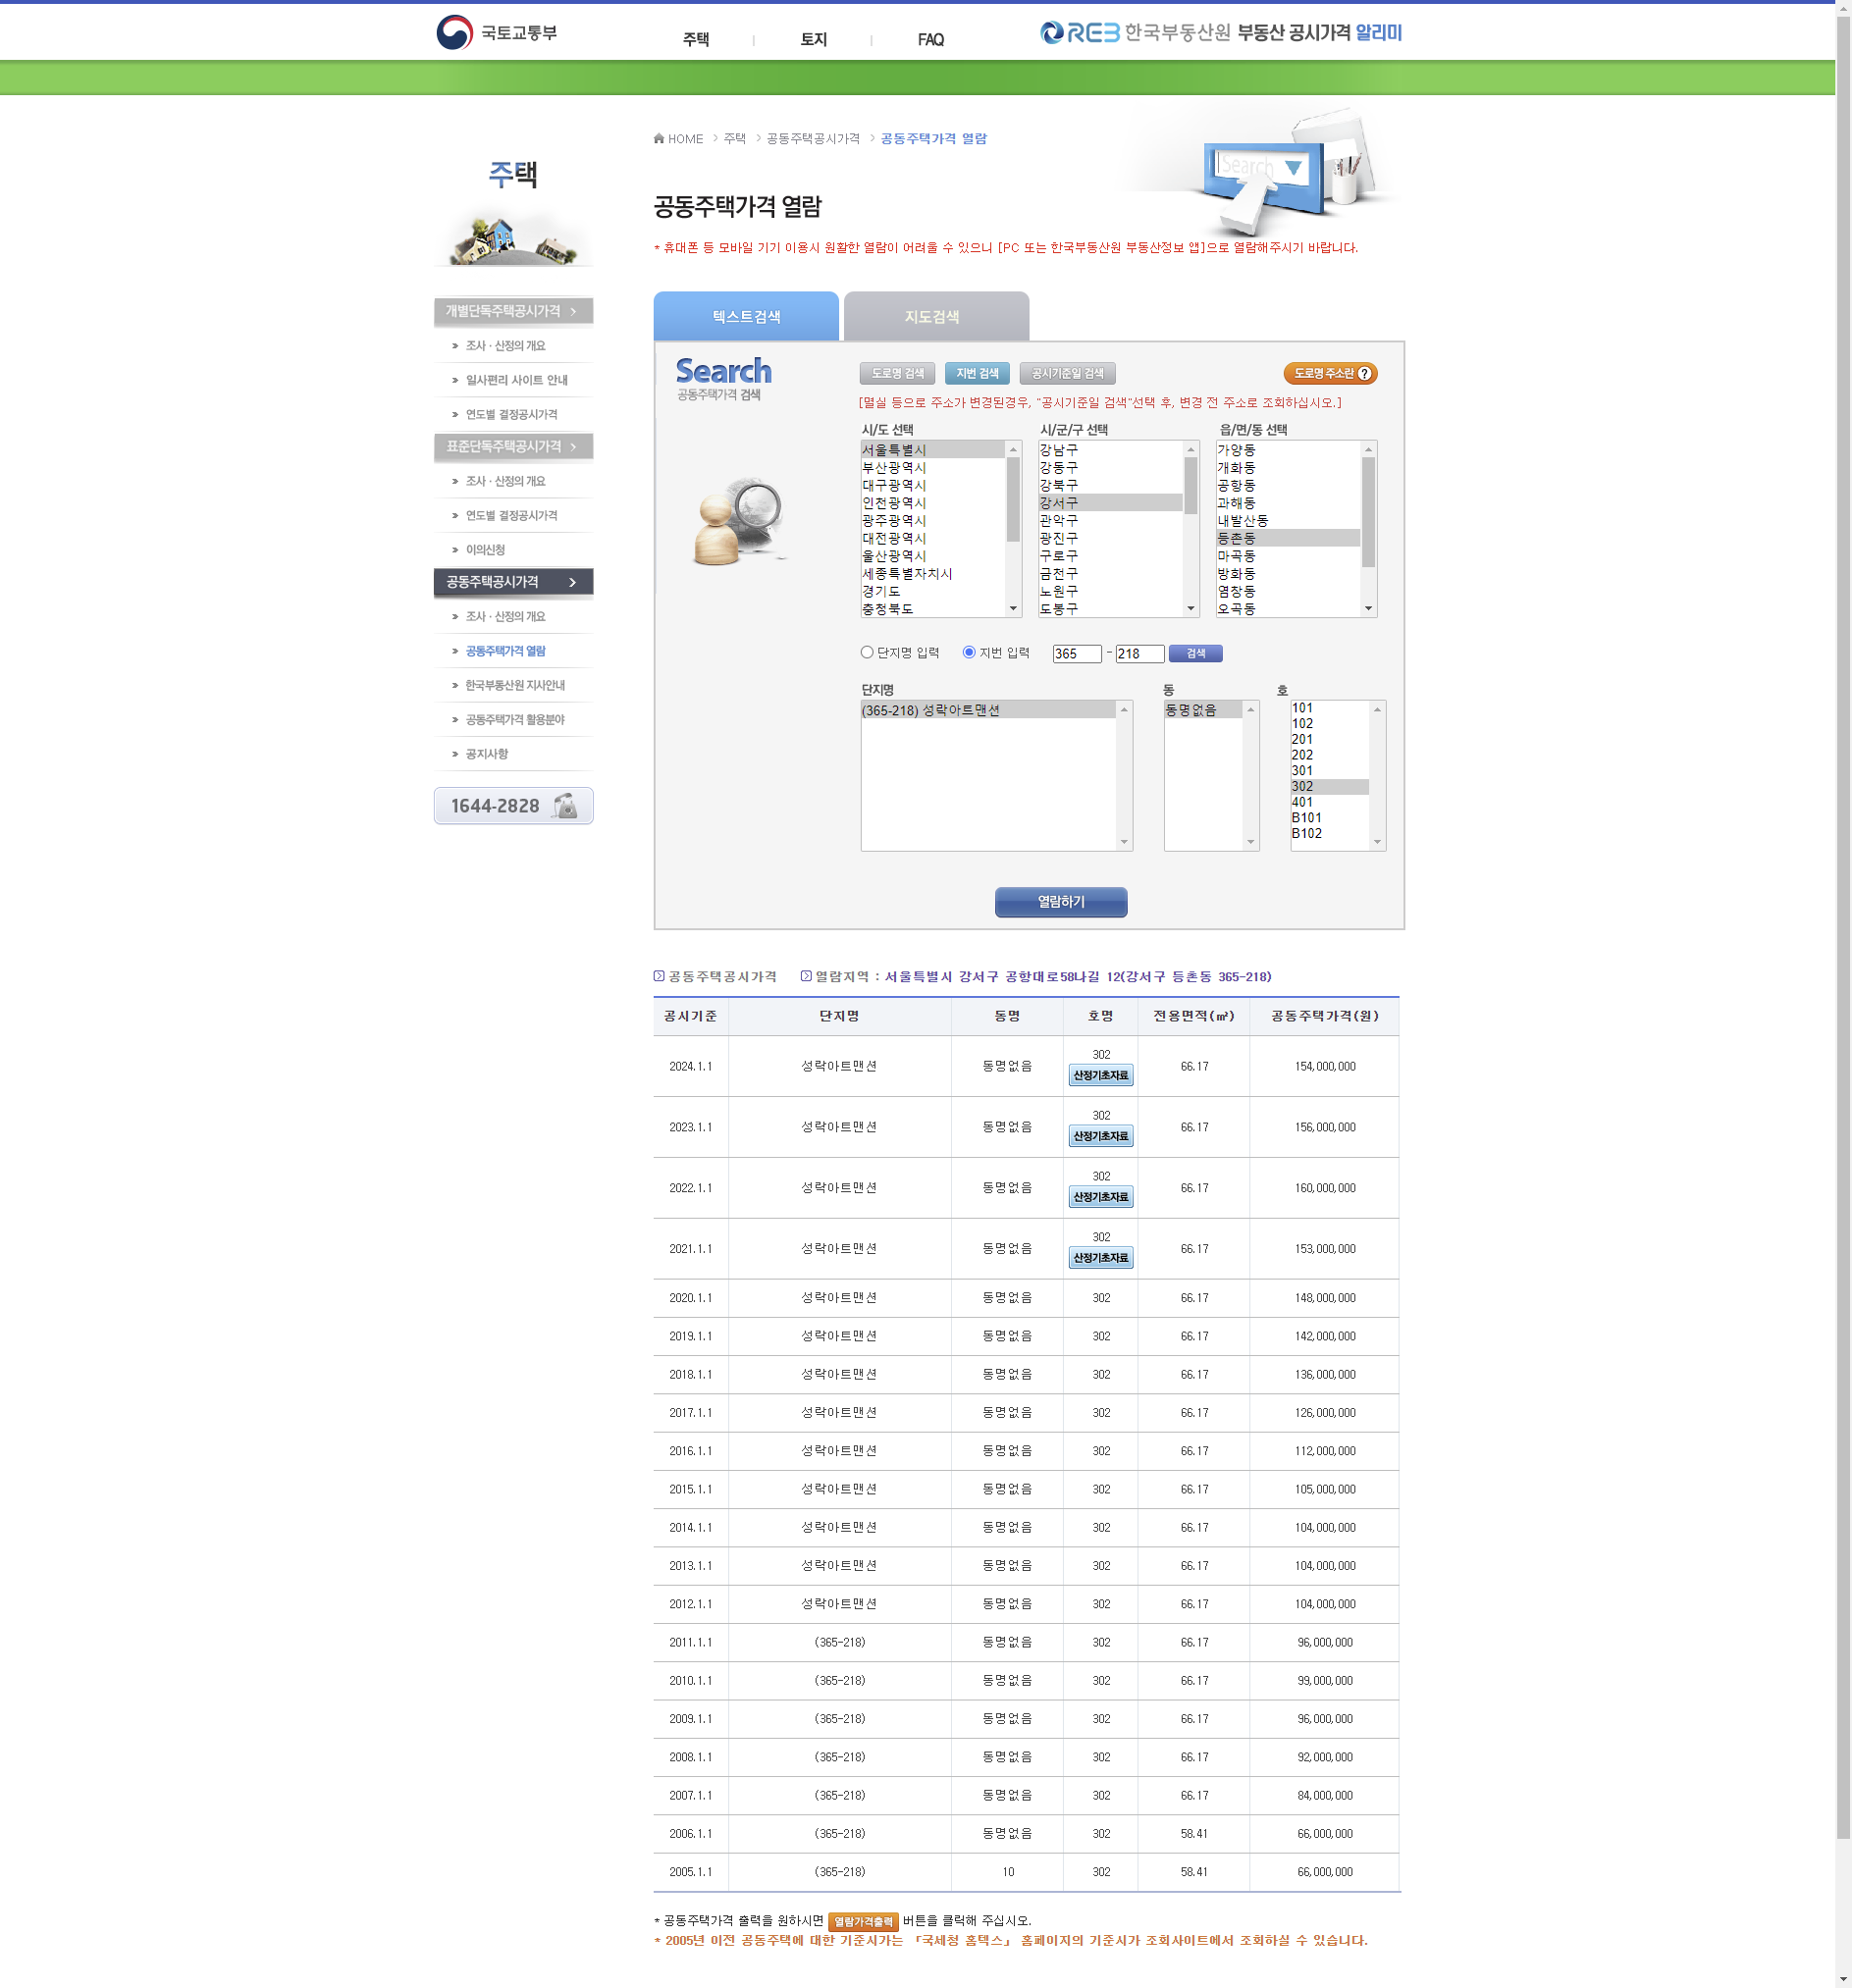 국토교통부
주택
토지
FAQ
REB 한국부동산원 부동산 공시가격 알리미
HOME > 주택 > 공동주택공시가격 > 공동주택가격 열람
Search
주택
공동주택가격 열람
* 휴대폰 등 모바일 기기 이용시 원활한 열람이 어려울 수 있으니 [PC 또는 한국부동산원 부동산정보 앱]으로 열람해주시기 바랍니다.
개별단독주택공시가격
조사 · 산정의 개요
일사편리 사이트 안내
연도별 결정공시가격
표준단독주택공시가격
조사 · 산정의 개요
연도별 결정공시가격
이의신청
공동주택공시가격
조사 · 산정의 개요
공동주택가격 열람
한국부동산원 지사안내
공동주택가격 활용분야
공지사항
1644-2828
텍스트검색
지도검색
Search
공동주택가격 검색
도로명 검색
지번 검색
공시기준일 검색
도로명 주소란 ?
[멸실 등으로 주소가 변경된경우, "공시기준일 검색"선택 후, 변경 전 주소로 조회하십시오.]
시/도 선택
서울특별시
부산광역시
대구광역시
인천광역시
광주광역시
대전광역시
울산광역시
세종특별자치시
경기도
충청북도
시/군/구 선택
강남구
강동구
강북구
강서구
관악구
광진구
구로구
금천구
노원구
도봉구
읍/면/동 선택
가양동
개화동
공항동
과해동
내발산동
등촌동
마곡동
방화동
염창동
오곡동
단지명 입력
지번 입력
365 - 218
검색
단지명
(365-218) 성락아트맨션
동
동명없음
호
101
102
201
202
301
302
401
B101
B102
열람하기
공동주택공시가격
열람지역 : 서울특별시 강서구 공항대로58나길 12(강서구 등촌동 365-218)
공시기준 단지명 동명 호명 전용면적(㎡) 공동주택가격(원)
2024.1.1 성락아트맨션 동명없음 302 산정기초자료 66.17 154,000,000
2023.1.1 성락아트맨션 동명없음 302 산정기초자료 66.17 156,000,000
2022.1.1 성락아트맨션 동명없음 302 산정기초자료 66.17 160,000,000
2021.1.1 성락아트맨션 동명없음 302 산정기초자료 66.17 153,000,000
2020.1.1 성락아트맨션 동명없음 302 66.17 148,000,000
2019.1.1 성락아트맨션 동명없음 302 66.17 142,000,000
2018.1.1 성락아트맨션 동명없음 302 66.17 136,000,000
2017.1.1 성락아트맨션 동명없음 302 66.17 126,000,000
2016.1.1 성락아트맨션 동명없음 302 66.17 112,000,000
2015.1.1 성락아트맨션 동명없음 302 66.17 105,000,000
2014.1.1 성락아트맨션 동명없음 302 66.17 104,000,000
2013.1.1 성락아트맨션 동명없음 302 66.17 104,000,000
2012.1.1 성락아트맨션 동명없음 302 66.17 104,000,000
2011.1.1 (365-218) 동명없음 302 66.17 96,000,000
2010.1.1 (365-218) 동명없음 302 66.17 99,000,000
2009.1.1 (365-218) 동명없음 302 66.17 96,000,000
2008.1.1 (365-218) 동명없음 302 66.17 92,000,000
2007.1.1 (365-218) 동명없음 302 66.17 84,000,000
2006.1.1 (365-218) 동명없음 302 58.41 66,000,000
2005.1.1 (365-218) 10 302 58.41 66,000,000
* 공동주택가격 출력을 원하시면 열람가격출력 버튼을 클릭해 주십시오.
* 2005년 이전 공동주택에 대한 기준시가는 「국세청 홈텍스」 홈페이지의 기준시가 조회사이트에서 조회하실 수 있습니다.